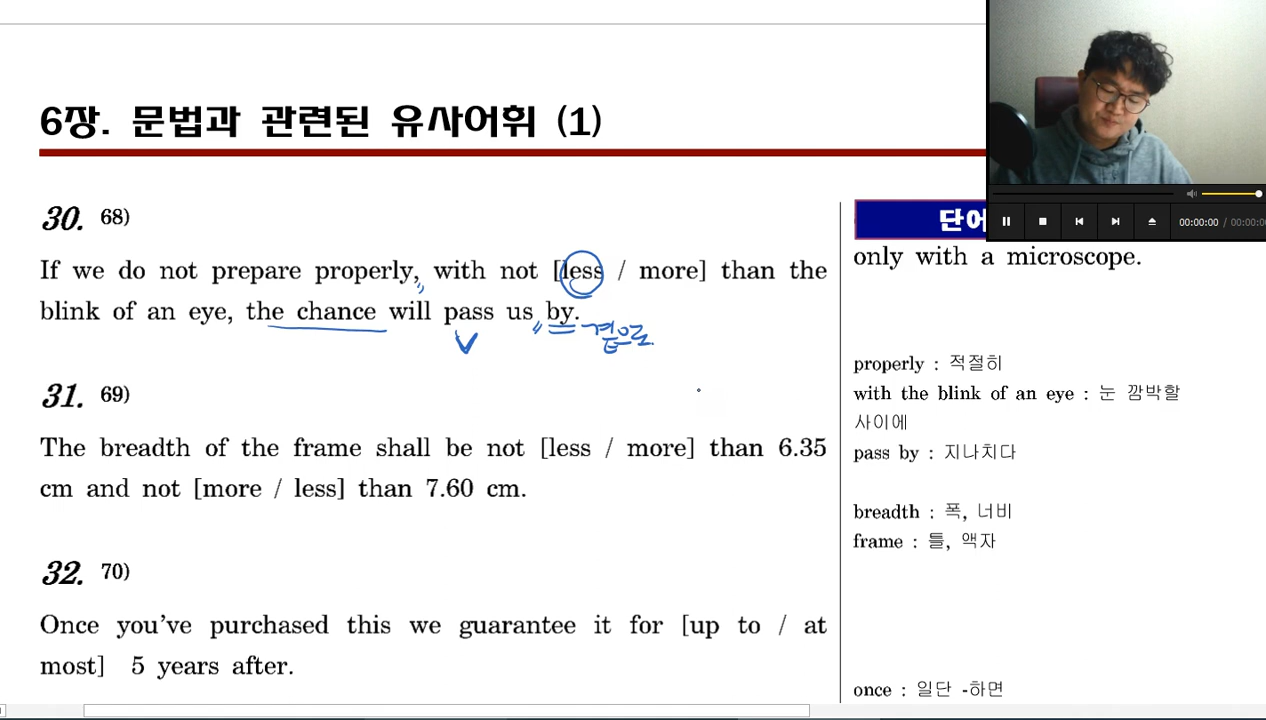 6장. 문법과 관련된 유사어휘 (1)
30. 68)
If we do not prepare properly, with not [less / more] than the
blink of an eye, the chance will pass us by.
곁으로
31. 69)
The breadth of the frame shall be not [less / more] than 6.35
cm and not [more / less] than 7.60 cm.
32. 70)
Once you've purchased this we guarantee it for [up to / at
most] 5 years after.
단어
only with a microscope.
properly : 적절히
with the blink of an eye : 눈 깜박할
사이에
pass by : 지나치다
breadth : 폭, 너비
frame : 틀, 액자
once : 일단 -하면
00:00:00 / 00:00:0